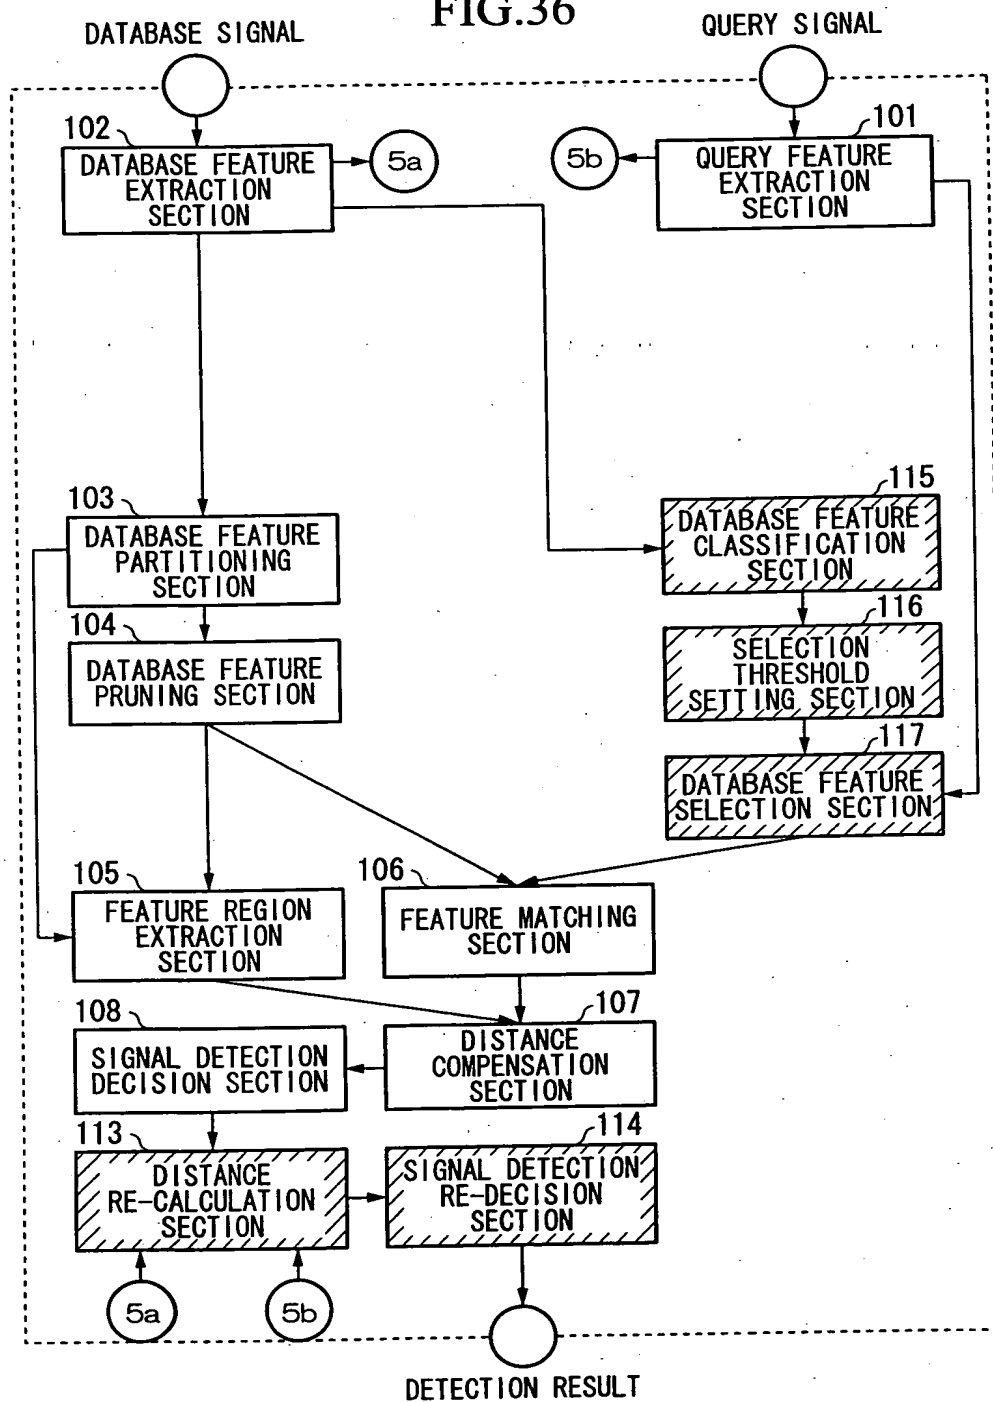 FIG.36
DATABASE SIGNAL
QUERY SIGNAL
102
DATABASE FEATURE
EXTRACTION
SECTION
5a
5b
101
QUERY FEATURE
EXTRACTION
SECTION
103
DATABASE FEATURE
PARTITIONING
SECTION
115
DATABASE FEATURE
CLASSIFICATION
SECTION
104
DATABASE FEATURE
PRUNING SECTION
116
SELECTION
THRESHOLD
SETTING SECTION
117
DATABASE FEATURE
SELECTION SECTION
105
FEATURE REGION
EXTRACTION
SECTION
106
FEATURE MATCHING
SECTION
108
SIGNAL DETECTION
DECISION SECTION
107
DISTANCE
COMPENSATION
SECTION
113
DISTANCE
RE-CALCULATION
SECTION
114
SIGNAL DETECTION
RE-DECISION
SECTION
5a
5b
DETECTION RESULT